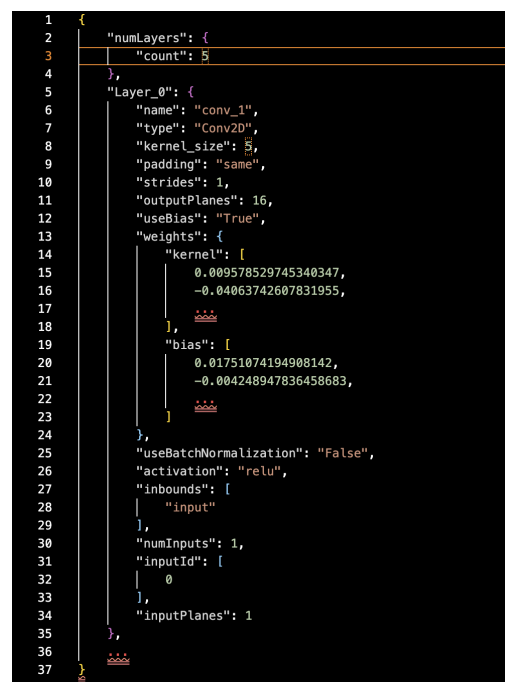 1 {
2     "numLayers": {
3         "count": 5
4     },
5     "Layer_0": {
6         "name": "conv_1",
7         "type": "Conv2D",
8         "kernel_size": 5,
9         "padding": "same",
10         "strides": 1,
11         "outputPlanes": 16,
12         "useBias": "True",
13         "weights": {
14             "kernel": [
15                 0.009578529745340347,
16                 -0.04063742607831955,
17                 ...
18             ],
19             "bias": [
20                 0.01751074194908142,
21                 -0.004248947836458683,
22                 ...
23             ]
24         },
25         "useBatchNormalization": "False",
26         "activation": "relu",
27         "inbounds": [
28             "input"
29         ],
30         "numInputs": 1,
31         "inputId": [
32             0
33         ],
34         "inputPlanes": 1
35     },
36     ...
37 }